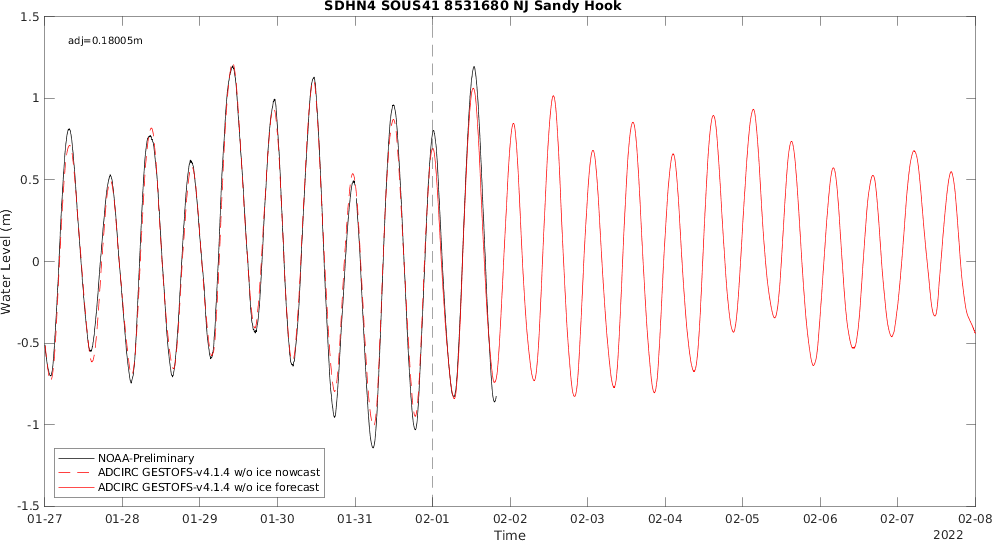 SDHN4 SOUS41 8531680 NJ Sandy Hook
adj=0.18005m
Water Level (m)
1.5
1
0.5
0
-0.5
-1
-1.5
NOAA-Preliminary
ADCIRC GESTOFS-v4.1.4 w/o ice nowcast
ADCIRC GESTOFS-v4.1.4 w/o ice forecast
01-27 01-28 01-29 01-30 01-31 02-01 02-02 02-03 02-04 02-05 02-06 02-07 02-08
Time
2022